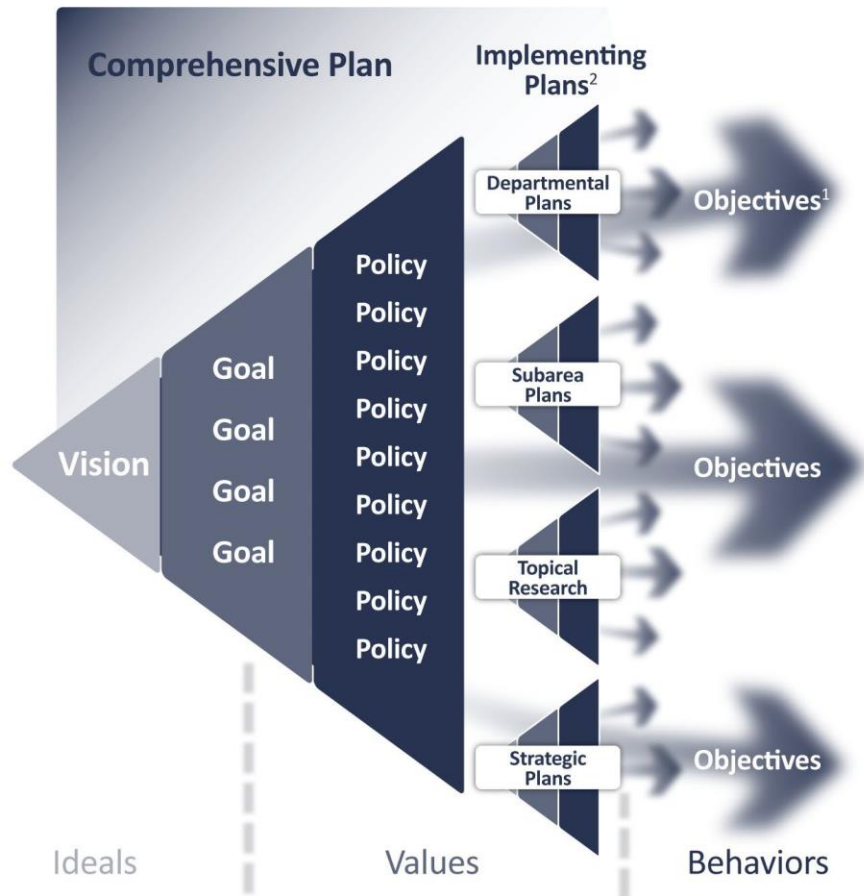 Comprehensive Plan
Implementing
Plans²
Vision
Goal
Goal
Goal
Goal
Policy
Policy
Policy
Policy
Policy
Policy
Policy
Policy
Policy
Departmental
Plans
Subarea
Plans
Topical
Research
Strategic
Plans
Objectives¹
Objectives
Objectives
Ideals
Values
Behaviors